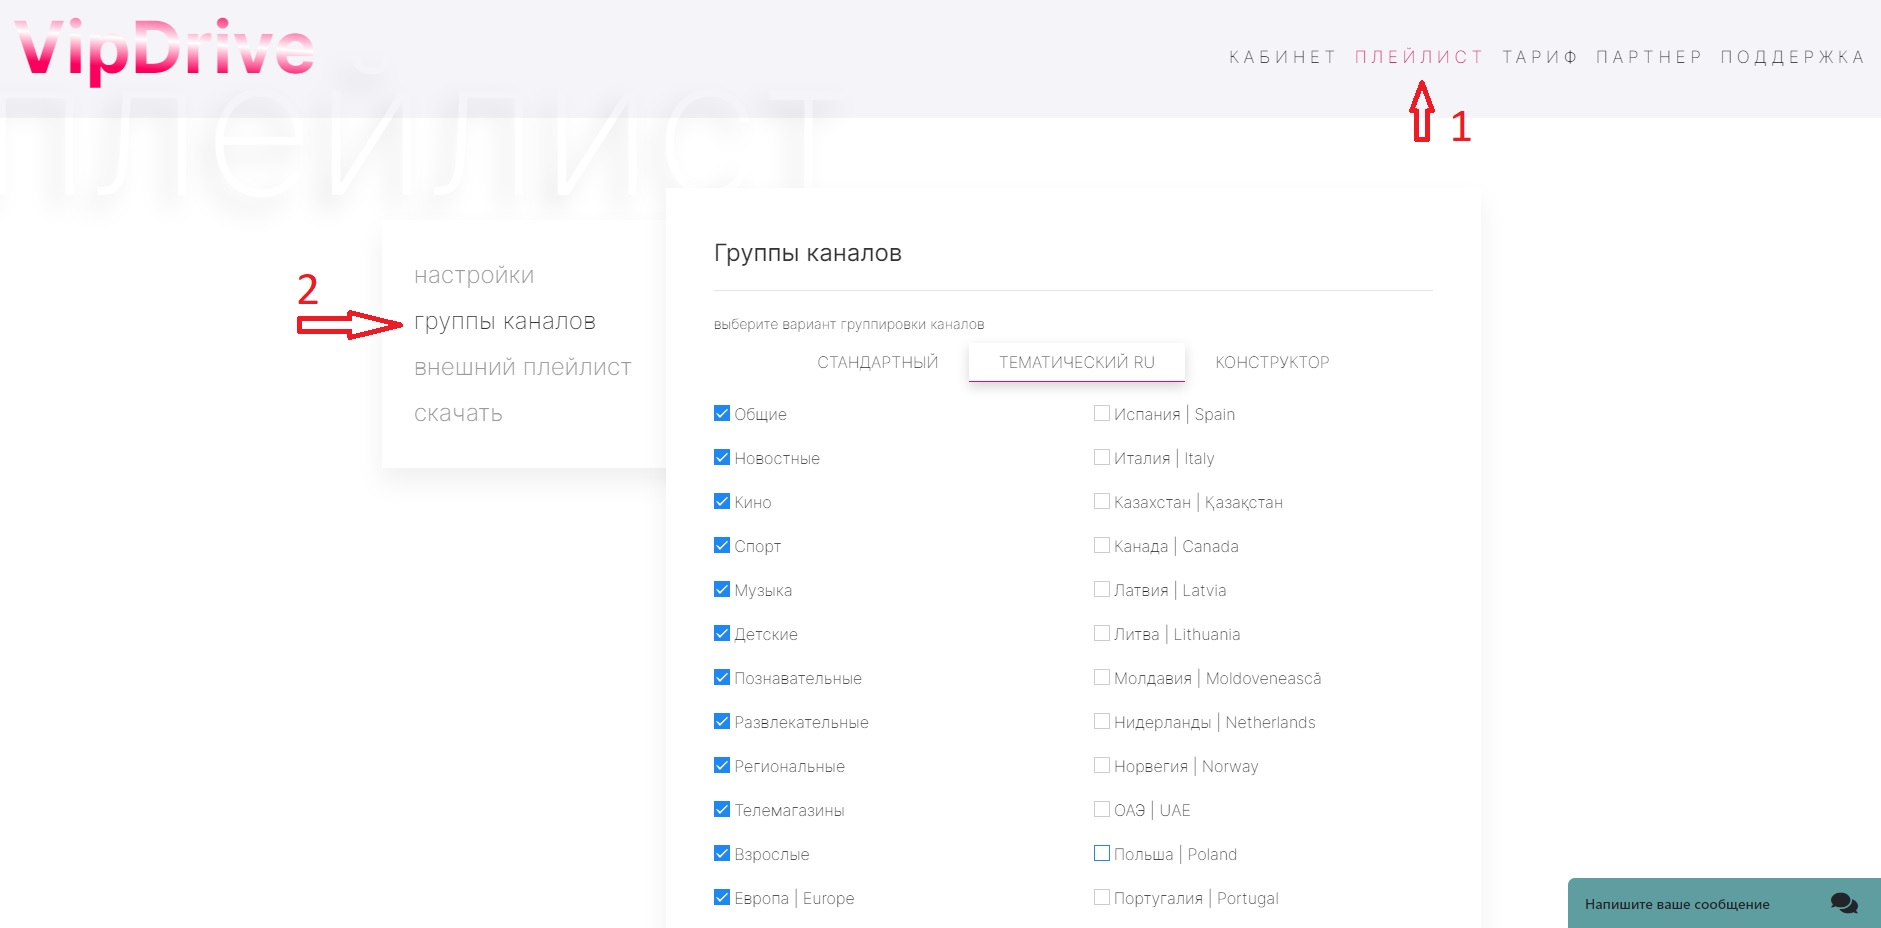 VipDrive
КАБИНЕТ ПЛЕЙЛИСТ ТАРИФ ПАРТНЕР ПОДДЕРЖКА
плейлист
1
2
настройки
группы каналов
внешний плейлист
скачать
Группы каналов
выберите вариант группировки каналов
СТАНДАРТНЫЙ ТЕМАТИЧЕСКИЙ RU КОНСТРУКТОР
Общие
Новостные
Кино
Спорт
Музыка
Детские
Познавательные
Развлекательные
Региональные
Телемагазины
Взрослые
Европа | Europe
Испания | Spain
Италия | Italy
Казахстан | Қазақстан
Канада | Canada
Латвия | Latvia
Литва | Lithuania
Молдавия | Moldovenească
Нидерланды | Netherlands
Норвегия | Norway
ОАЭ | UAE
Польша | Poland
Португалия | Portugal
Напишите ваше сообщение